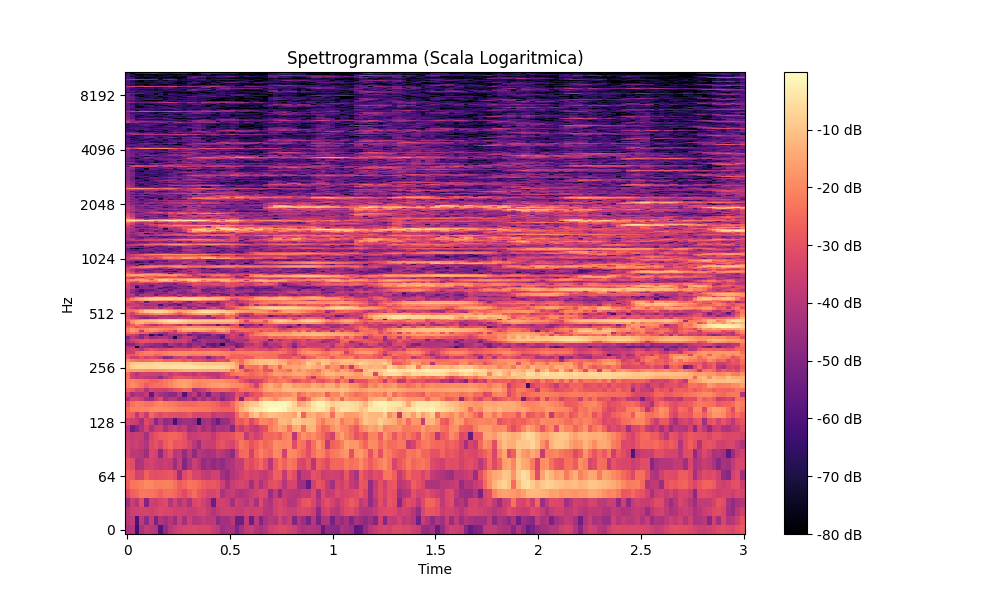 Spettrogramma (Scala Logaritmica)
Hz
8192
4096
2048
1024
512
256
128
64
0
0 0.5 1 1.5 2 2.5 3
Time
-10 dB
-20 dB
-30 dB
-40 dB
-50 dB
-60 dB
-70 dB
-80 dB